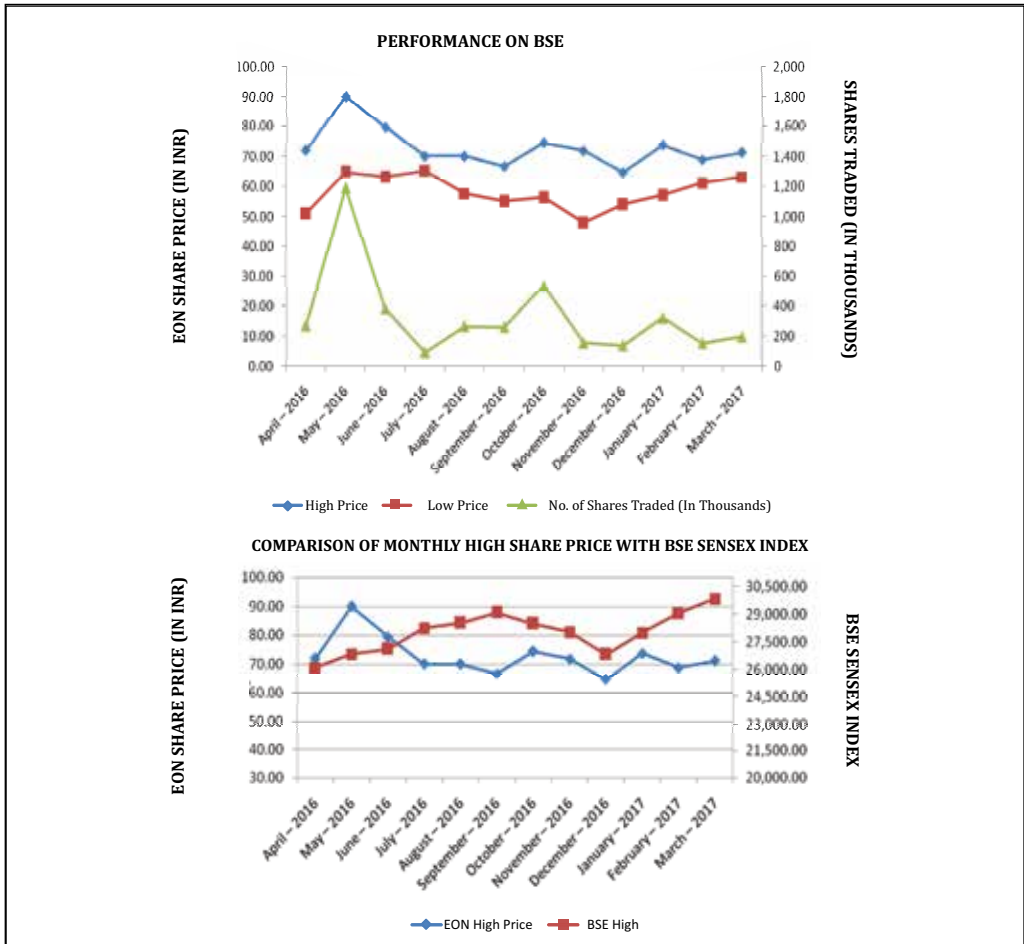 PERFORMANCE ON BSE
EON SHARE PRICE (IN INR)
100.00
90.00
80.00
70.00
60.00
50.00
40.00
30.00
20.00
10.00
0.00
2,000
1,800
1,600
1,400
1,200
1,000
800
600
400
200
0
SHARES TRADED (IN THOUSANDS)
April – 2016
May – 2016
June – 2016
July – 2016
August – 2016
September – 2016
October – 2016
November – 2016
December – 2016
January – 2017
February – 2017
March – 2017
High Price Low Price No. of Shares Traded (In Thousands)
COMPARISON OF MONTHLY HIGH SHARE PRICE WITH BSE SENSEX INDEX
EON SHARE PRICE (IN INR)
100.00
90.00
80.00
70.00
60.00
50.00
40.00
30.00
30,500.00
29,000.00
27,500.00
26,000.00
24,500.00
23,000.00
21,500.00
20,000.00
BSE SENSEX INDEX
April – 2016
May – 2016
June – 2016
July – 2016
August – 2016
September – 2016
October – 2016
November – 2016
December – 2016
January – 2017
February – 2017
March – 2017
EON High Price BSE High